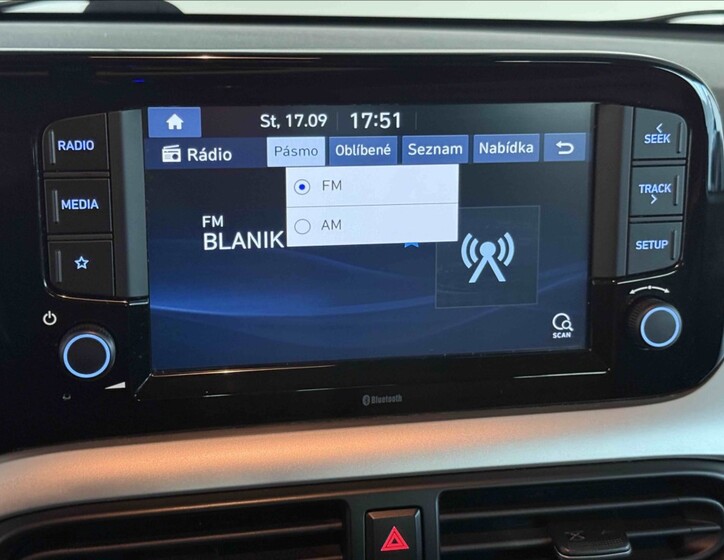 St, 17.09 17:51
RADIO
MEDIA
Rádio
Pásmo
Oblíbené
Seznam
Nabídka
FM
AM
FM
BLANIK
SCAN
SEEK
TRACK
SETUP
Bluetooth